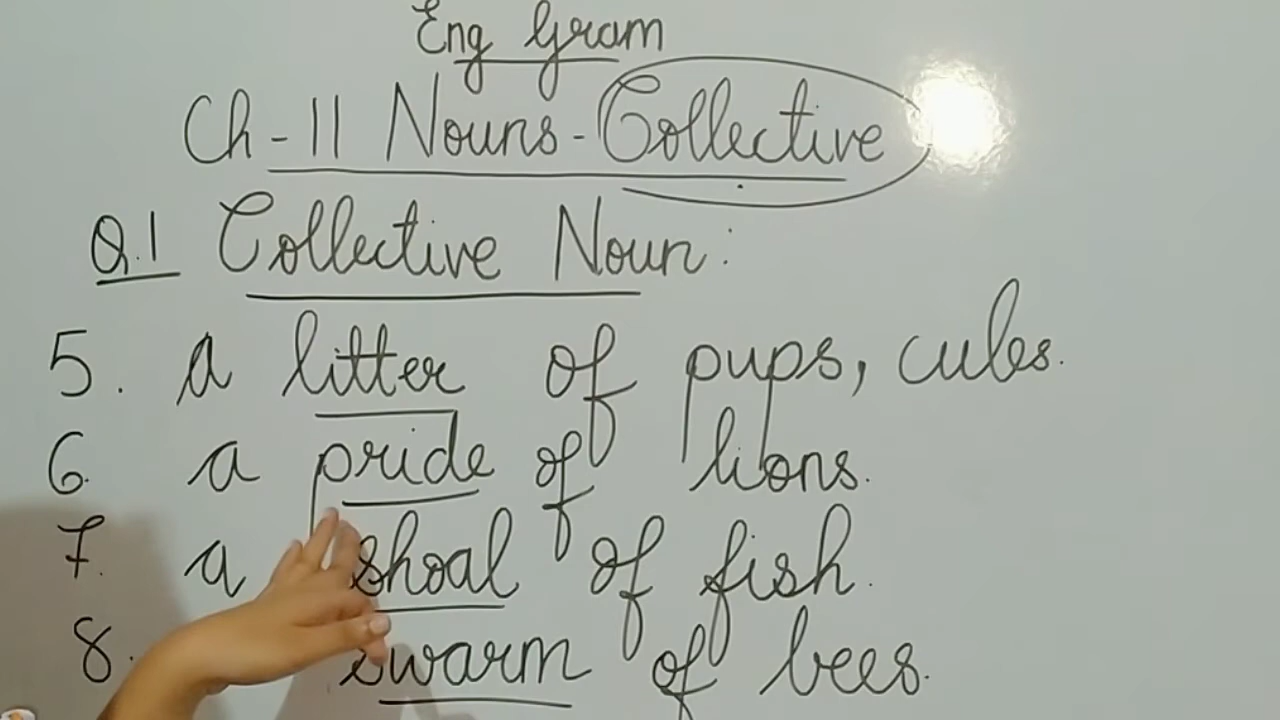 Eng Gram
Ch-11 Nouns-Collective
Q.1 Collective Noun:
5. a litter of pups, cubs.
6. a pride of lions.
7. a shoal of fish.
8. swarm of bees.